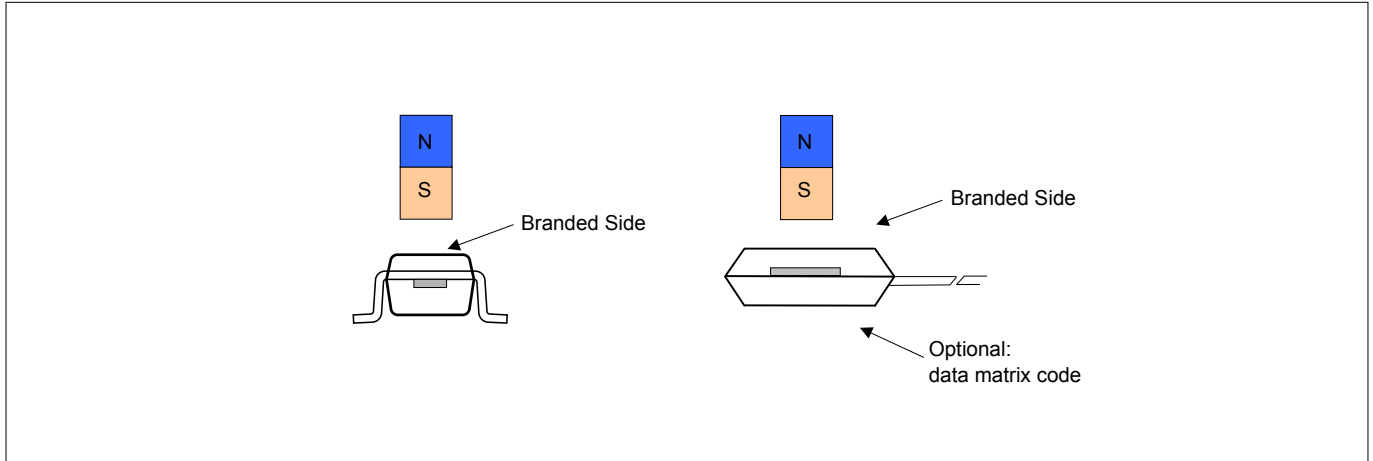 N
S
Branded Side
N
S
Branded Side
Optional:
data matrix code